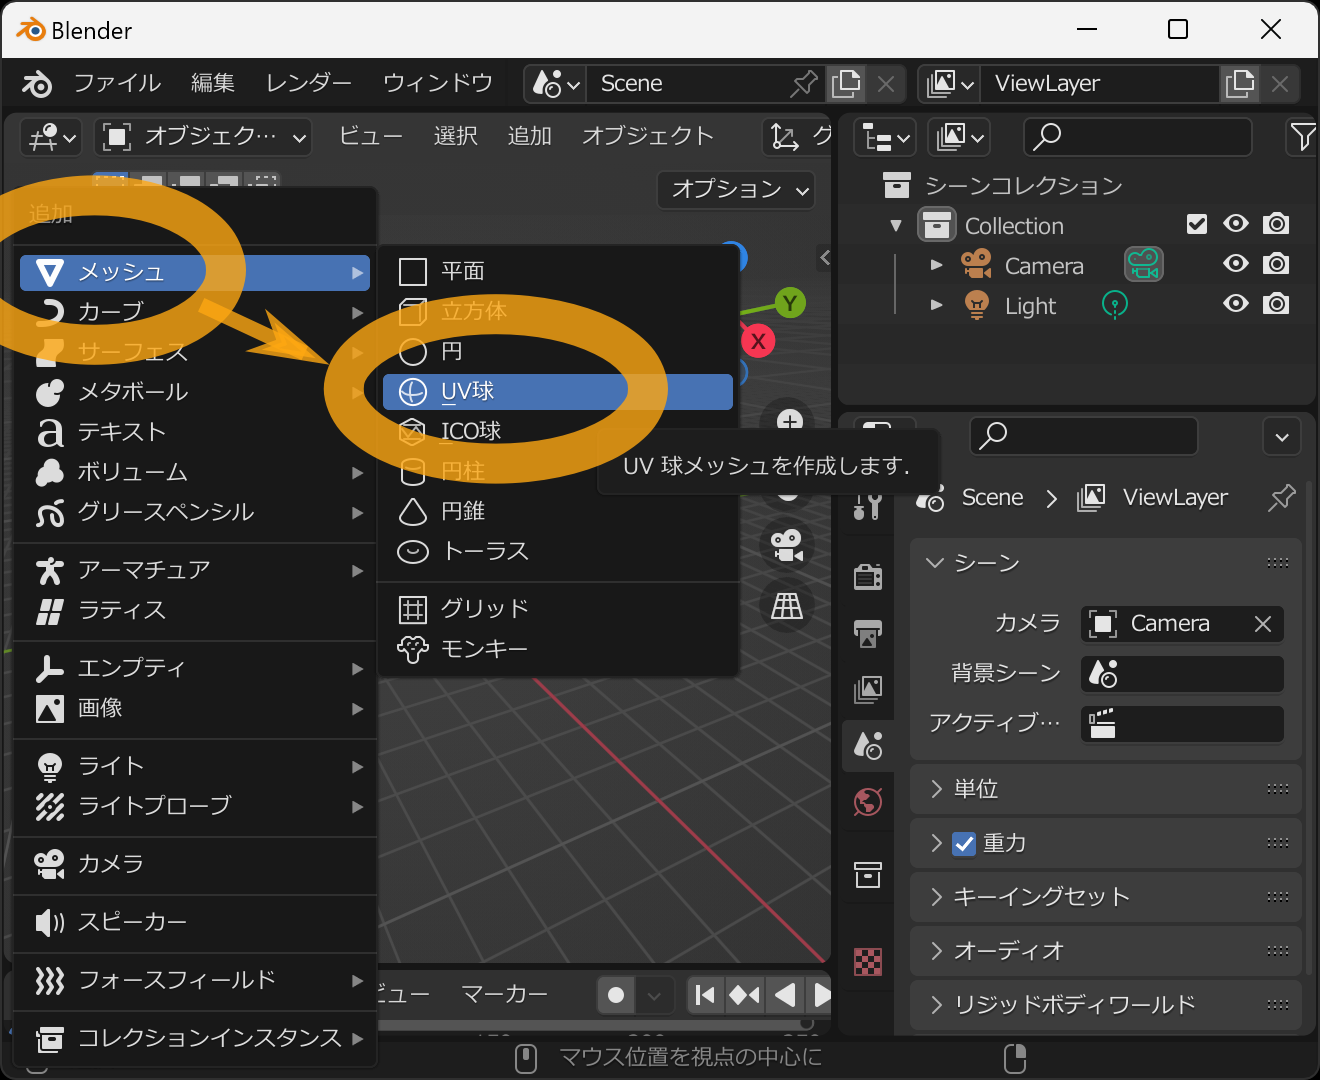 Blender
ファイル 編集 レンダー ウィンドウ Scene ViewLayer
オブジェク… ビュー 選択 追加 オブジェクト グ
オプション
追加
メッシュ
カーブ
サーフェス
メタボール
テキスト
ボリューム
グリースペンシル
アーマチュア
ラティス
エンプティ
画像
ライト
ライトプローブ
カメラ
スピーカー
フォースフィールド
コレクションインスタンス
平面
立方体
円
UV球
ICO球
円柱
円錐
トーラス
グリッド
モンキー
UV 球メッシュを作成します.
Y
X
シーンコレクション
Collection
Camera
Light
Scene ViewLayer
シーン
カメラ Camera
背景シーン
アクティブ…
単位
重力
キーイングセット
オーディオ
リジッドボディワールド
ビュー マーカー
マウス位置を視点の中心に